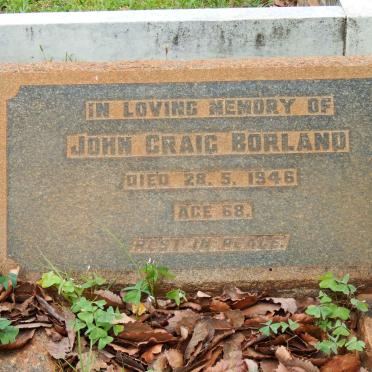 IN LOVING MEMORY OF
JOHN CRAIG BORLAND
DIED 28. 5. 1946
AGE 68.
REST IN PEACE.